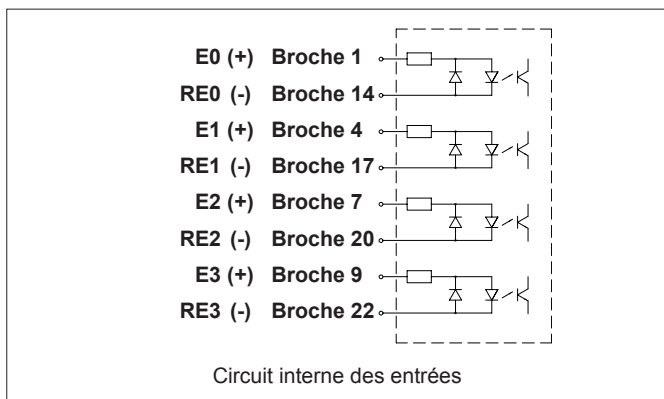 E0 (+) Broche 1
RE0 (-) Broche 14
E1 (+) Broche 4
RE1 (-) Broche 17
E2 (+) Broche 7
RE2 (-) Broche 20
E3 (+) Broche 9
RE3 (-) Broche 22
Circuit interne des entrées